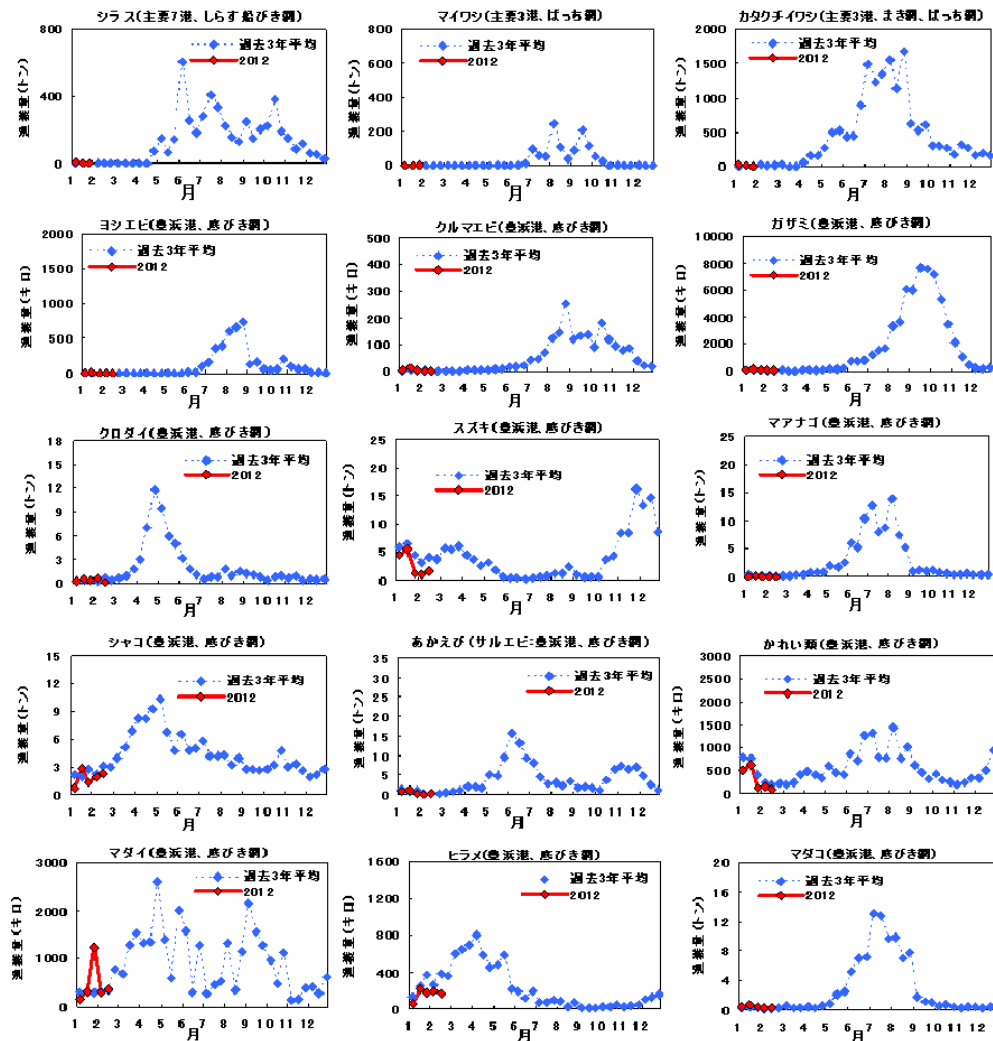 シラス(主要7港、しらす船びき網)
漁獲量(トン)
800
600
400
200
0
過去3年平均
2012
1 2 3 4 5 6 7 8 9 10 11 12
月
マイワシ(主要3港、ばっち網)
漁獲量(トン)
800
600
400
200
0
過去3年平均
2012
1 2 3 4 5 6 7 8 9 10 11 12
月
カタクチイワシ(主要3港、まき網、ばっち網)
漁獲量(トン)
2000
1500
1000
500
0
過去3年平均
2012
1 2 3 4 5 6 7 8 9 10 11 12
月
ヨシエビ(豊浜港、底びき網)
漁獲量(キロ)
2000
1500
1000
500
0
過去3年平均
2012
1 2 3 4 5 6 7 8 9 10 11 12
月
クルマエビ(豊浜港、底びき網)
漁獲量(キロ)
500
400
300
200
100
0
過去3年平均
2012
1 2 3 4 5 6 7 8 9 10 11 12
月
ガザミ(豊浜港、底びき網)
漁獲量(キロ)
10000
8000
6000
4000
2000
0
過去3年平均
2012
1 2 3 4 5 6 7 8 9 10 11 12
月
クロダイ(豊浜港、底びき網)
漁獲量(トン)
18
15
12
9
6
3
0
過去3年平均
2012
1 2 3 4 5 6 7 8 9 10 11 12
月
スズキ(豊浜港、底びき網)
漁獲量(トン)
25
20
15
10
5
0
過去3年平均
2012
1 2 3 4 5 6 7 8 9 10 11 12
月
マアナゴ(豊浜港、底びき網)
漁獲量(トン)
25
20
15
10
5
0
過去3年平均
2012
1 2 3 4 5 6 7 8 9 10 11 12
月
シャコ(豊浜港、底びき網)
漁獲量(トン)
15
12
9
6
3
0
過去3年平均
2012
1 2 3 4 5 6 7 8 9 10 11 12
月
あかえび(サルエビ:豊浜港、底びき網)
漁獲量(トン)
35
30
25
20
15
10
5
0
過去3年平均
2012
1 2 3 4 5 6 7 8 9 10 11 12
月
かれい類(豊浜港、底びき網)
漁獲量(キロ)
3000
2500
2000
1500
1000
500
0
過去3年平均
2012
1 2 3 4 5 6 7 8 9 10 11 12
月
マダイ(豊浜港、底びき網)
漁獲量(キロ)
3000
2000
1000
0
過去3年平均
2012
1 2 3 4 5 6 7 8 9 10 11 12
月
ヒラメ(豊浜港、底びき網)
漁獲量(キロ)
1600
1200
800
400
0
過去3年平均
2012
1 2 3 4 5 6 7 8 9 10 11 12
月
マダコ(豊浜港、底びき網)
漁獲量(トン)
20
16
12
8
4
0
過去3年平均
2012
1 2 3 4 5 6 7 8 9 10 11 12
月